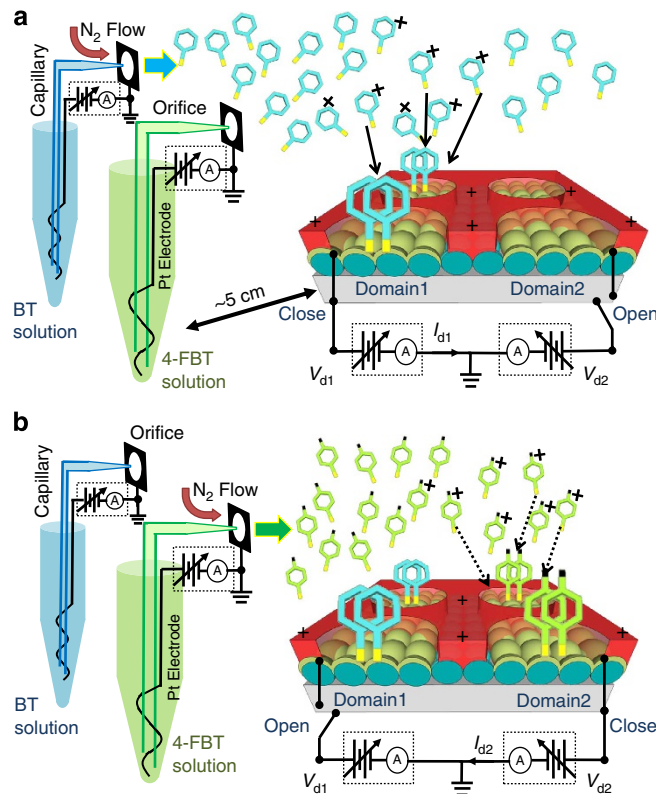 a
N2 Flow
Capillary
Orifice
A
A
Pt Electrode
BT
solution
4-FBT
solution
~5 cm
+
+
+
+
+
+
Domain1
Domain2
Close
Open
Id1
A
A
Vd1
Vd2
b
Orifice
Capillary
N2 Flow
A
A
Pt Electrode
BT
solution
4-FBT
solution
+
+
+
+
Domain1
Domain2
Open
Close
Id2
A
A
Vd1
Vd2